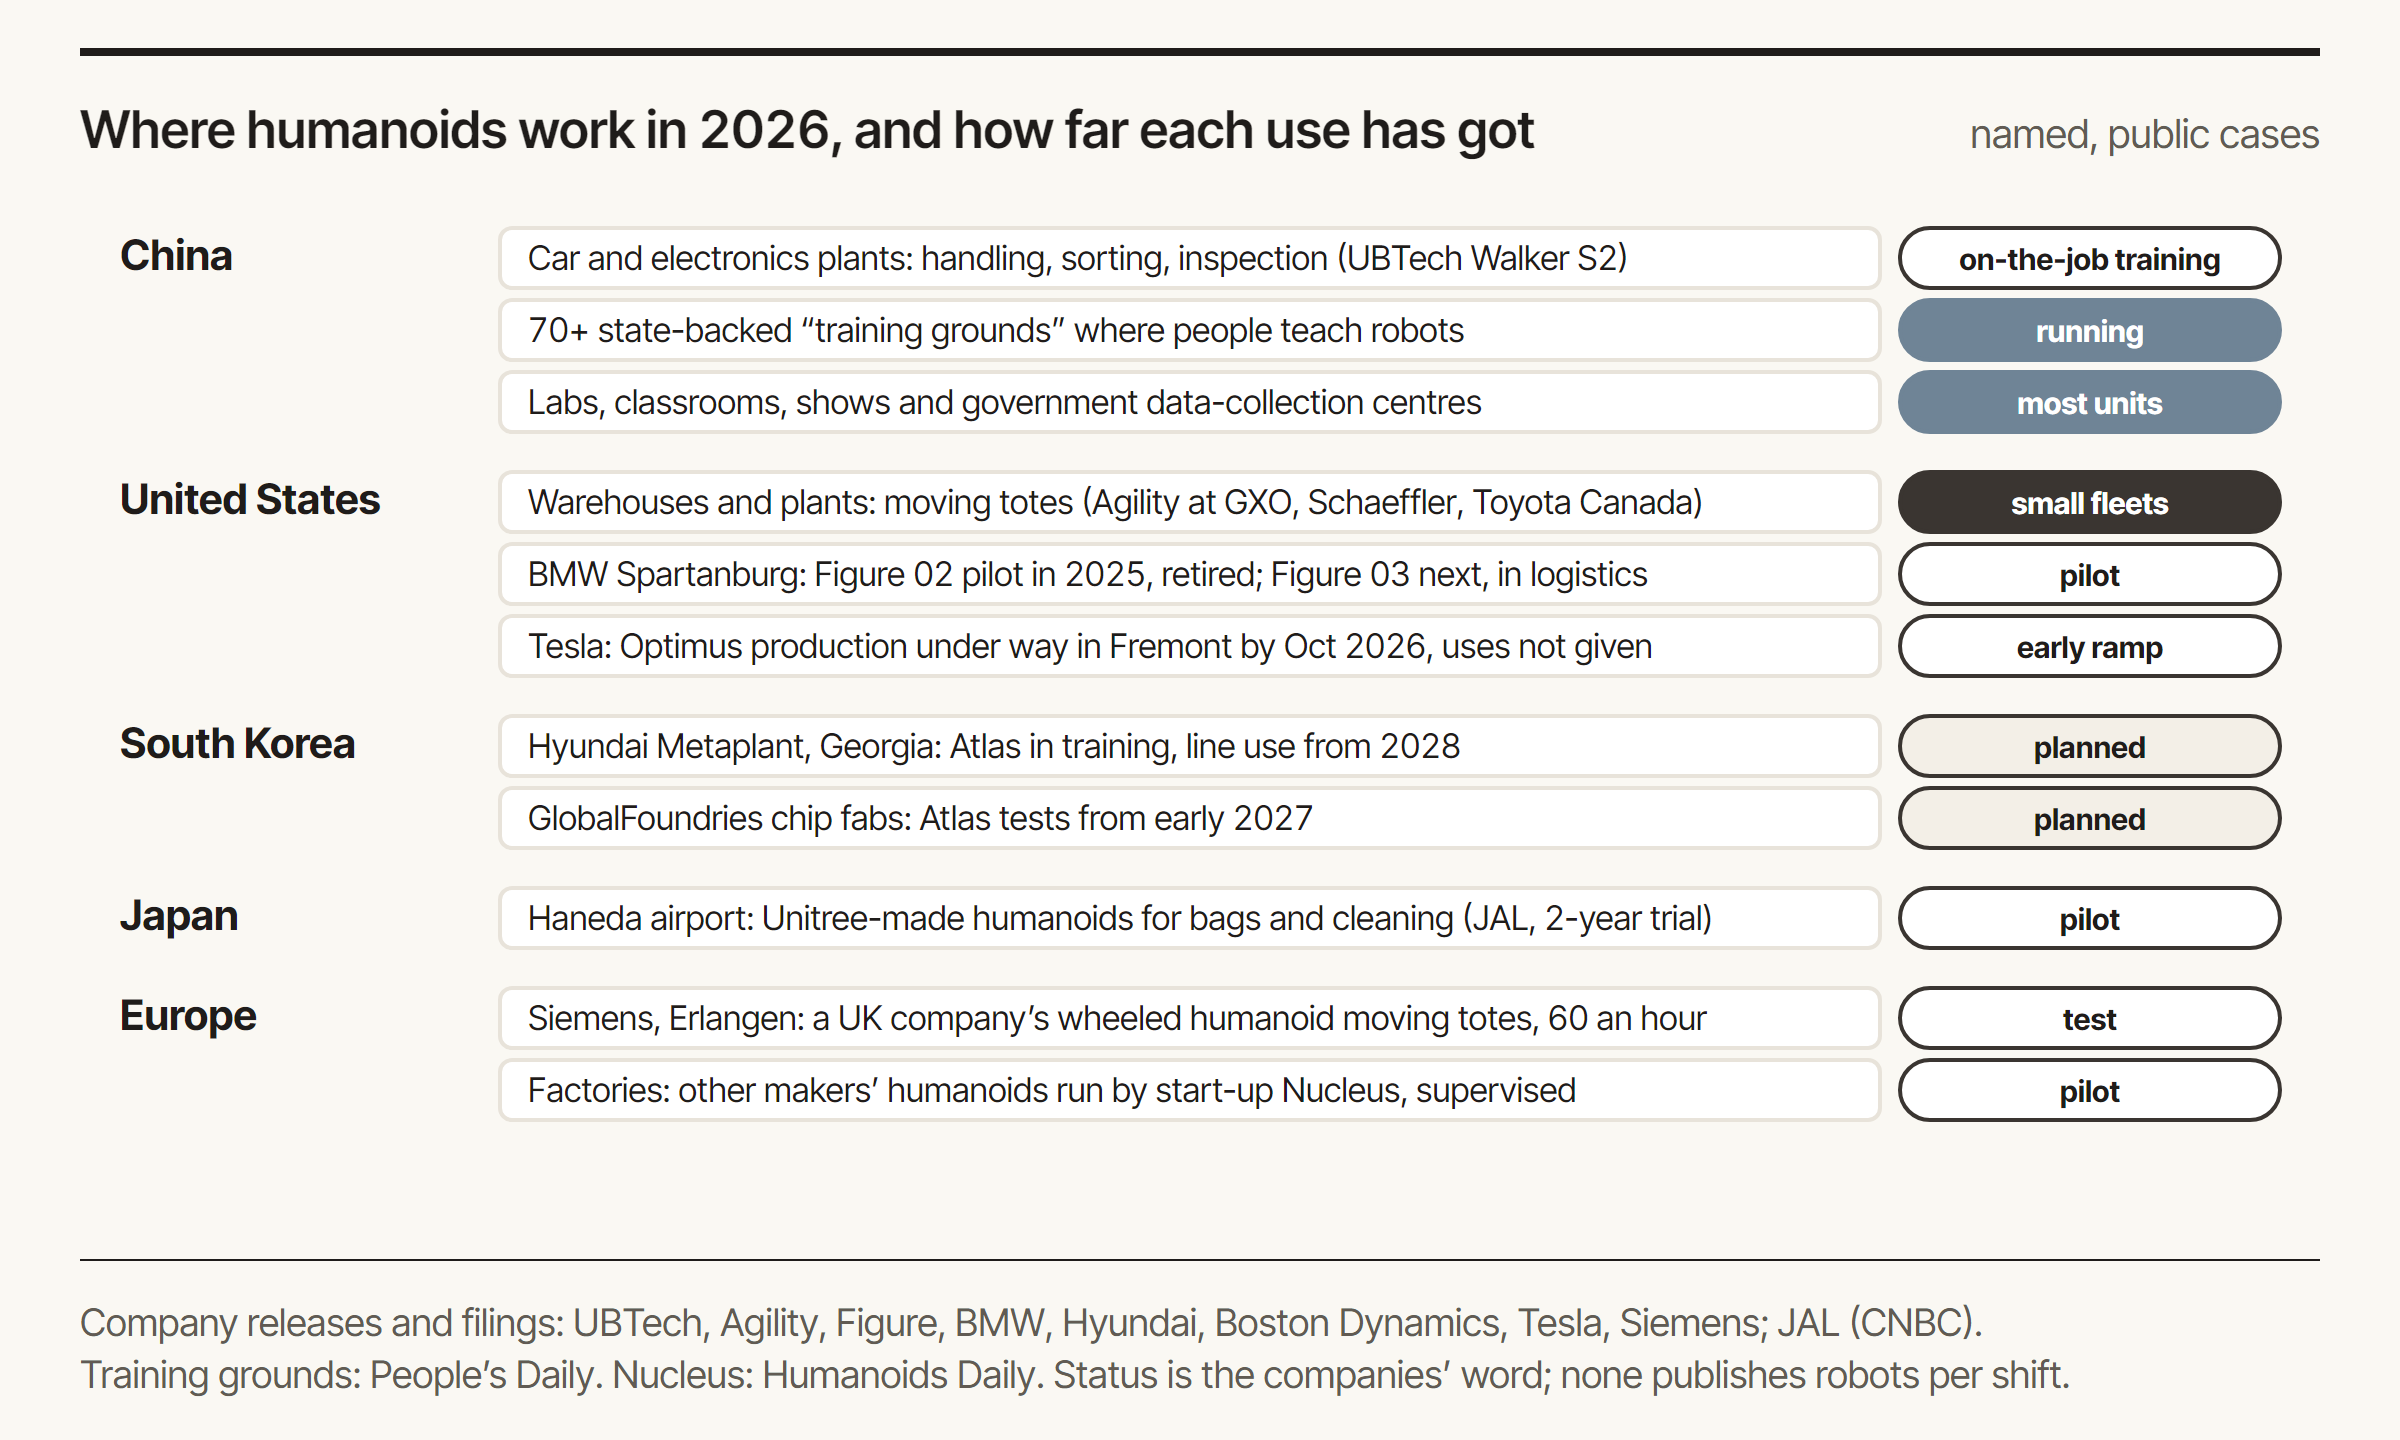 Where humanoids work in 2026, and how far each use has got
named, public cases
China
Car and electronics plants: handling, sorting, inspection (UBTech Walker S2)
on-the-job training
70+ state-backed “training grounds” where people teach robots
running
Labs, classrooms, shows and government data-collection centres
most units
United States
Warehouses and plants: moving totes (Agility at GXO, Schaeffler, Toyota Canada)
small fleets
BMW Spartanburg: Figure 02 pilot in 2025, retired; Figure 03 next, in logistics
pilot
Tesla: Optimus production under way in Fremont by Oct 2026, uses not given
early ramp
South Korea
Hyundai Metaplant, Georgia: Atlas in training, line use from 2028
planned
GlobalFoundries chip fabs: Atlas tests from early 2027
planned
Japan
Haneda airport: Unitree-made humanoids for bags and cleaning (JAL, 2-year trial)
pilot
Europe
Siemens, Erlangen: a UK company’s wheeled humanoid moving totes, 60 an hour
test
Factories: other makers’ humanoids run by start-up Nucleus, supervised
pilot
Company releases and filings: UBTech, Agility, Figure, BMW, Hyundai, Boston Dynamics, Tesla, Siemens; JAL (CNBC).
Training grounds: People’s Daily. Nucleus: Humanoids Daily. Status is the companies’ word; none publishes robots per shift.